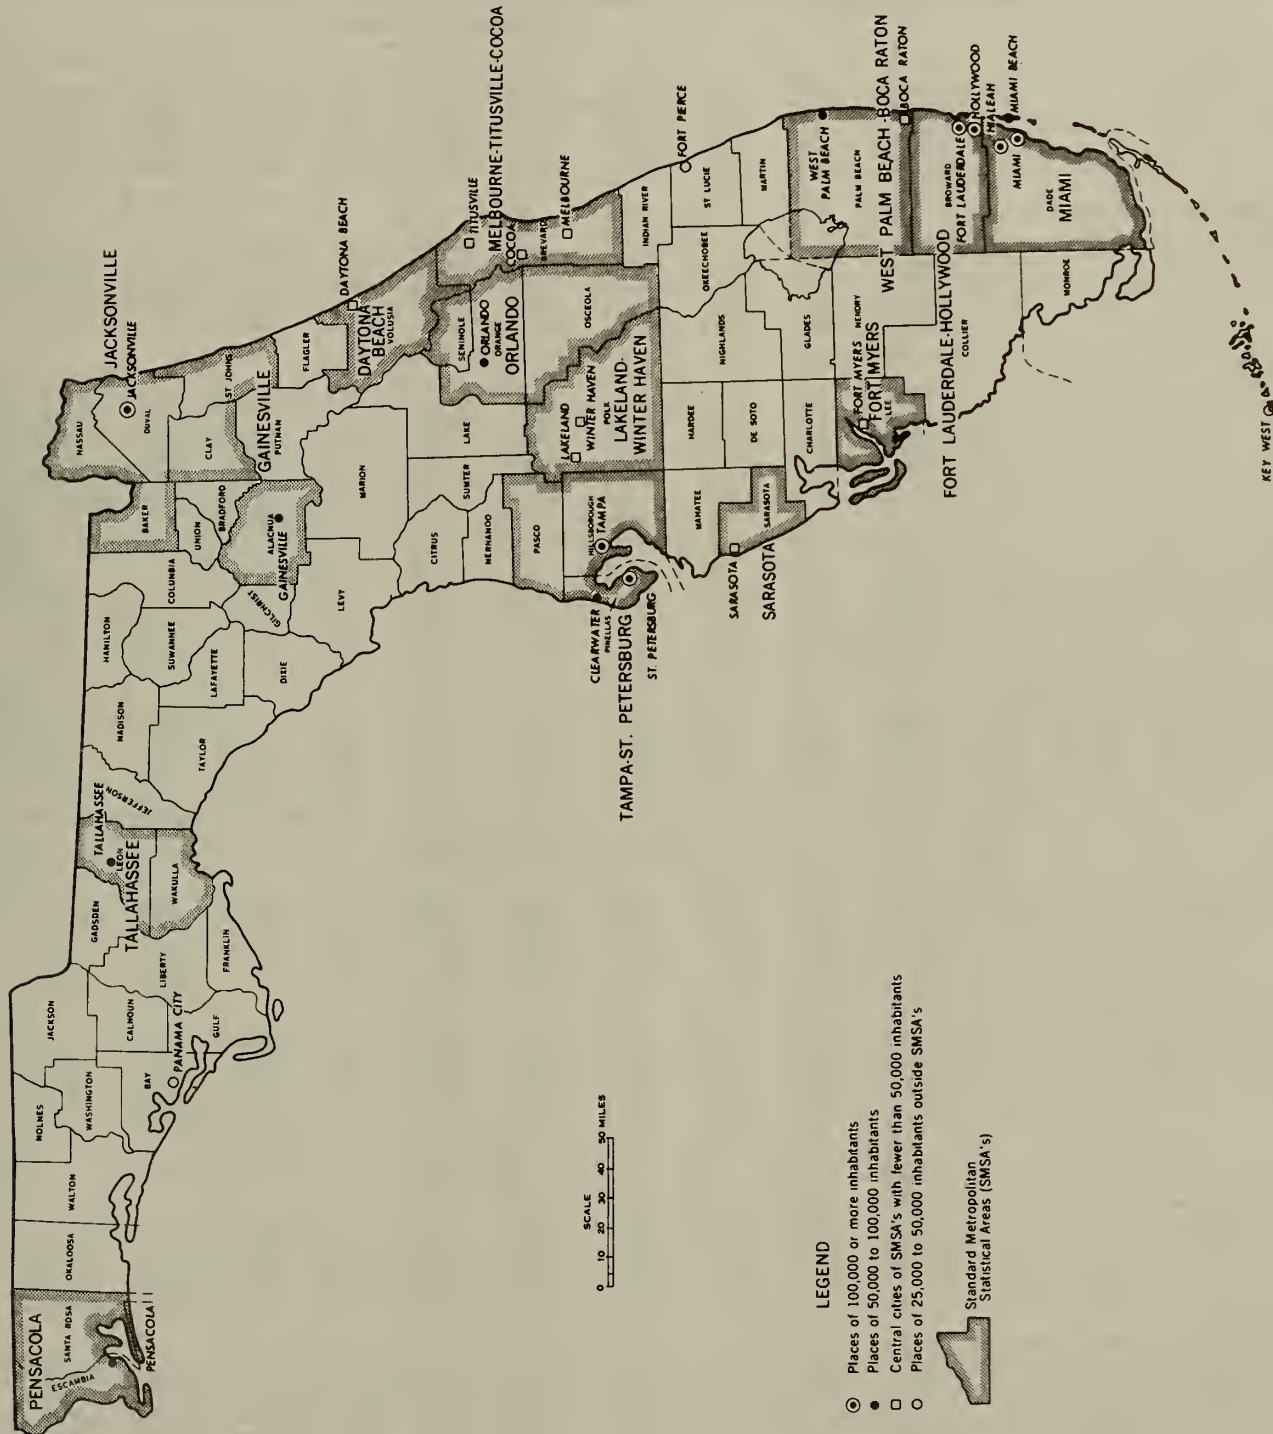 PENSACOLA
ESCAMBIA
SANTA ROSA
PENSACOLA
OKALOOSA
WALTON
HOLMES
WASHINGTON
BAY
PANAMA CITY
JACKSON
CALHOUN
GULF
LIBERTY
FRANKLIN
GADSDEN
TALLAHASSEE
LEON
TALLAHASSEE
WAKULLA
JEFFERSON
MADISON
TAYLOR
HAMILTON
SUWANNEE
LAFAYETTE
DIXIE
COLUMBIA
GILCHRIST
LEVY
BAKER
UNION
BRADFORD
ALACHUA
GAINESVILLE
GAINESVILLE
NASSAU
JACKSONVILLE
JACKSONVILLE
DUVAL
CLAY
ST JOHNS
PUTNAM
FLAGLER
MARION
DAYTONA BEACH
DAYTONA
BEACH
VOLUSIA
CITRUS
SUMTER
LAKE
HERNANDO
PASCO
SEMINOLE
ORLANDO
ORANGE
ORLANDO
OSCEOLA
TITUSVILLE
MELBOURNE-TITUSVILLE-COCOA
COCOA
BREVARD
MELBOURNE
HILLSBOROUGH
TAMPA
CLEARWATER
PINELLAS
TAMPA-ST. PETERSBURG
ST. PETERSBURG
LAKELAND
WINTER HAVEN
POLK
LAKELAND-
WINTER HAVEN
INDIAN RIVER
FORT PIERCE
ST LUCIE
OKEECHOBEE
MARTIN
HIGHLANDS
HARDEE
DE SOTO
MANATEE
SARASOTA
SARASOTA
SARASOTA
CHARLOTTE
GLADES
FORT MYERS
FORT MYERS
LEE
HENDRY
WEST
PALM BEACH
PALM BEACH
WEST PALM BEACH-BOCA RATON
BOCA RATON
BROWARD
FORT LAUDERDALE
HOLLYWOOD
HIALEAH
MIAMI BEACH
MIAMI
FORT LAUDERDALE-HOLLYWOOD
COLLIER
DADE
MIAMI
MONROE
KEY WEST
SCALE
0 10 20 30 40 50 MILES
LEGEND
Places of 100,000 or more inhabitants
Places of 50,000 to 100,000 inhabitants
Central cities of SMSA's with fewer than 50,000 inhabitants
Places of 25,000 to 50,000 inhabitants outside SMSA's
Standard Metropolitan
Statistical Areas (SMSA's)